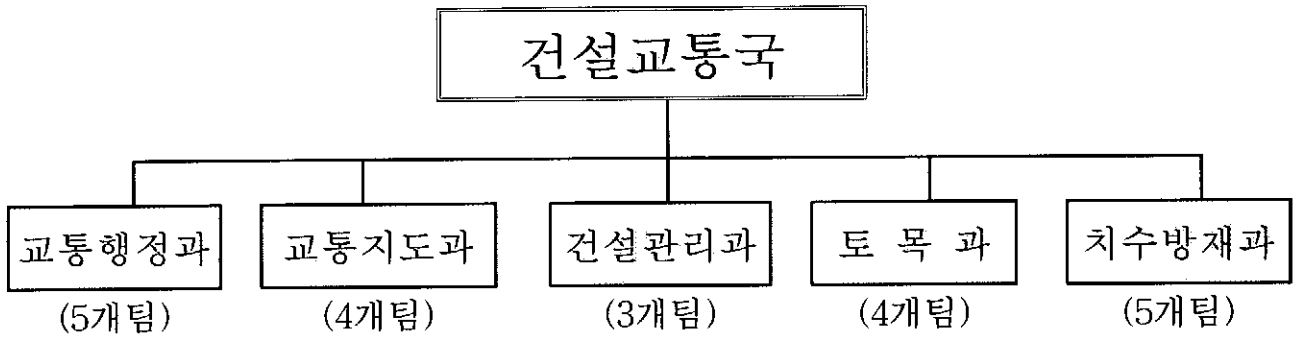 건설교통국
교통행정과 교통지도과 건설관리과 토 목 과 치수방재과
(5개팀) (4개팀) (3개팀) (4개팀) (5개팀)